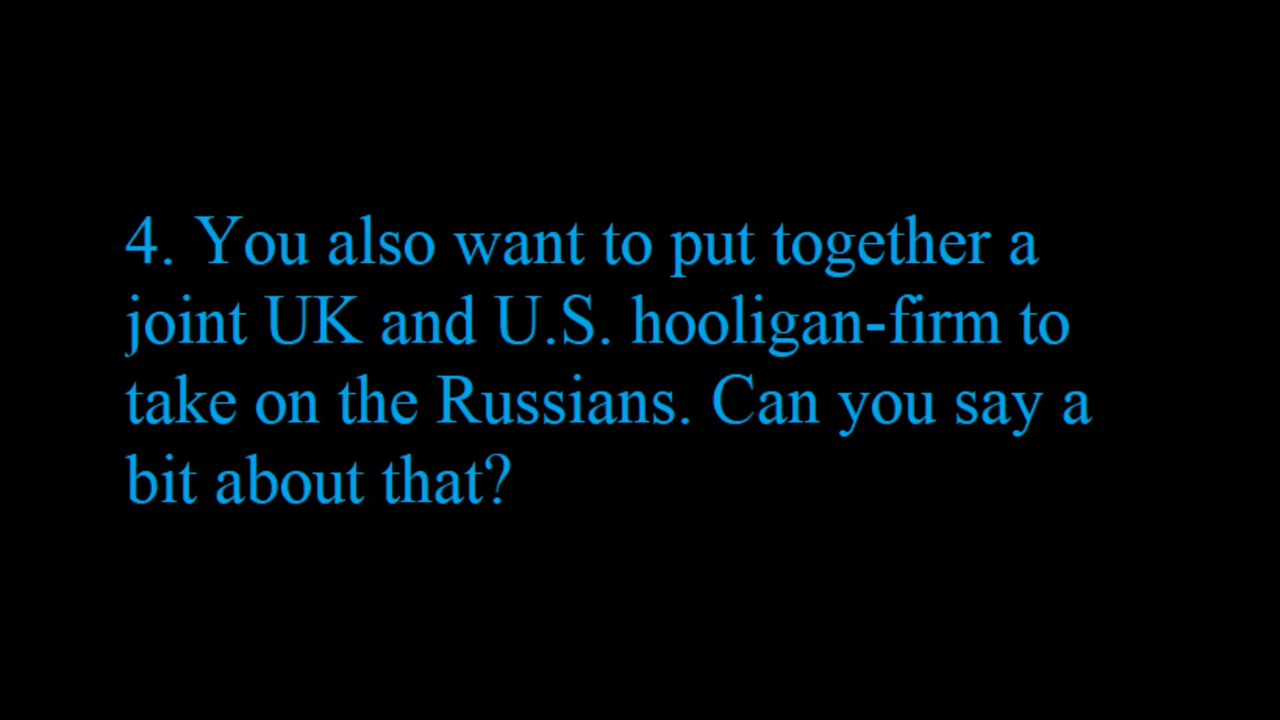 4. You also want to put together a
joint UK and U.S. hooligan-firm to
take on the Russians. Can you say a
bit about that?